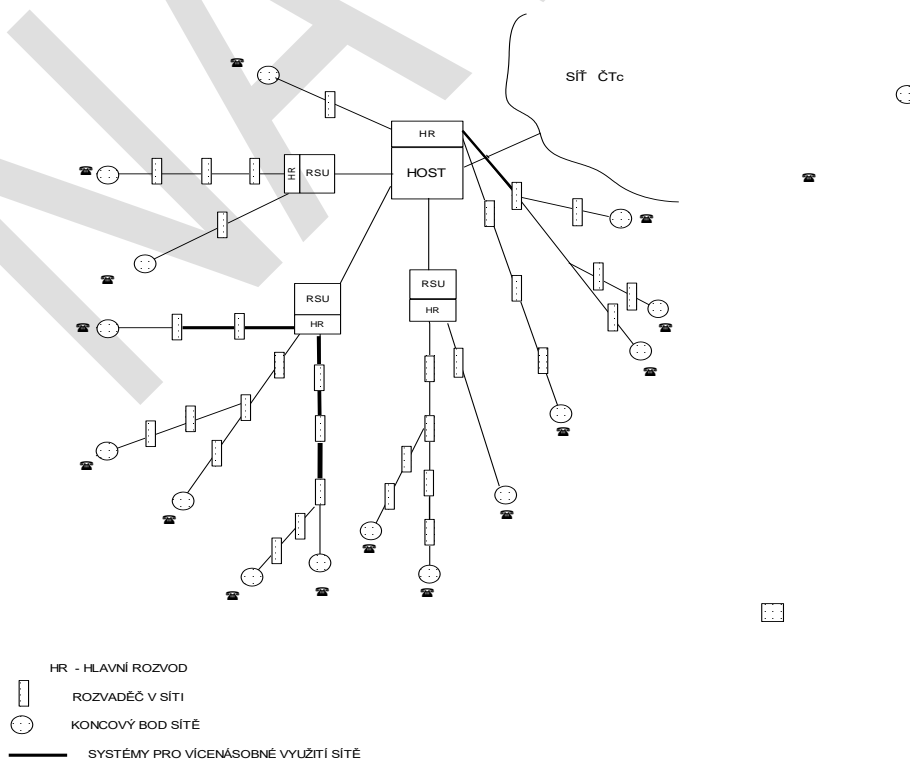 SÍŤ ČTc
HR
HOST
HR
RSU
RSU
HR
RSU
HR
HR - HLAVNÍ ROZVOD
ROZVADĚČ V SÍTI
KONCOVÝ BOD SÍTĚ
SYSTÉMY PRO VÍCENÁSOBNÉ VYUŽITÍ SÍTĚ